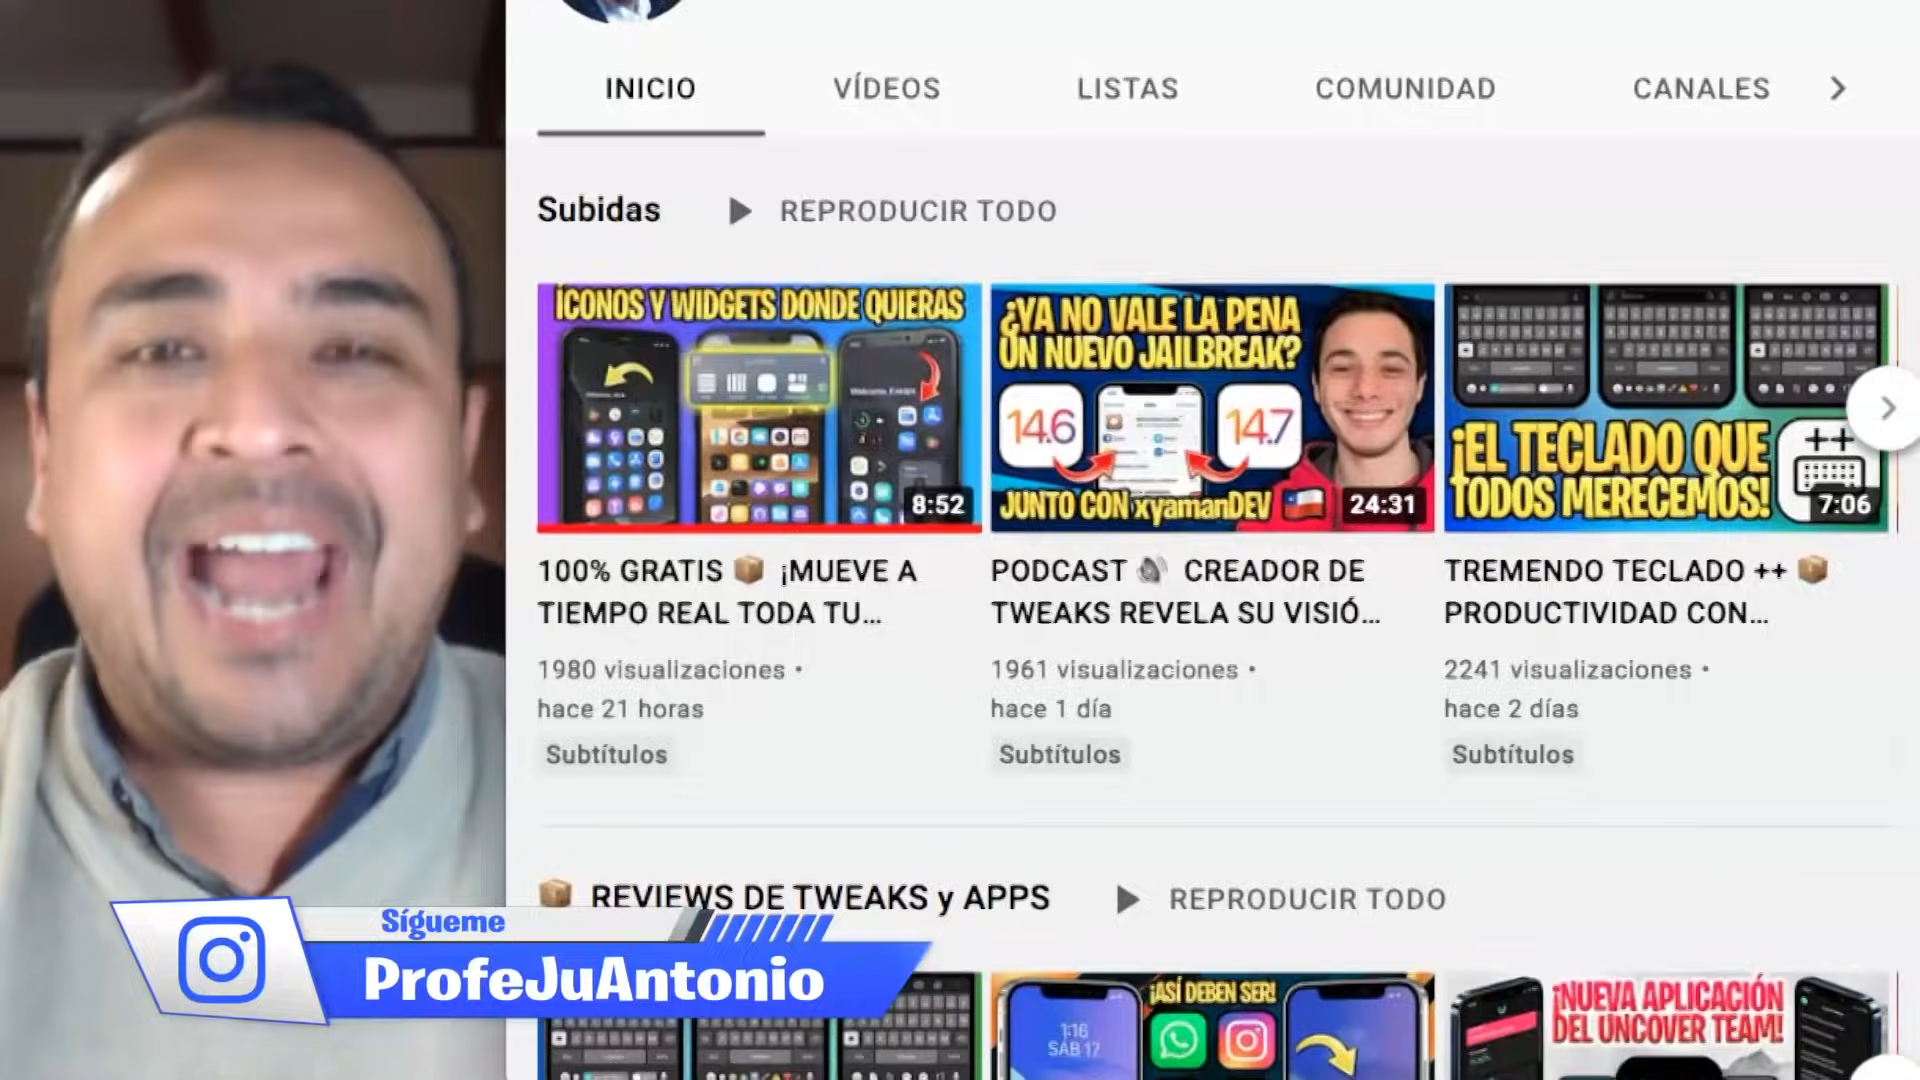 INICIO
VÍDEOS
LISTAS
COMUNIDAD
CANALES
Subidas
REPRODUCIR TODO
ÍCONOS Y WIDGETS DONDE QUIERAS
8:52
¿YA NO VALE LA PENA
UN NUEVO JAILBREAK?
14.6
14.7
JUNTO CON xyamanDEV
24:31
¡EL TECLADO QUE
TODOS MERECEMOS!
++
7:06
100% GRATIS 📦 ¡MUEVE A
TIEMPO REAL TODA TU...
1980 visualizaciones •
hace 21 horas
Subtítulos
PODCAST 🔊 CREADOR DE
TWEAKS REVELA SU VISIÓ...
1961 visualizaciones •
hace 1 día
Subtítulos
TREMENDO TECLADO ++ 📦
PRODUCTIVIDAD CON...
2241 visualizaciones •
hace 2 días
Subtítulos
📦 REVIEWS DE TWEAKS y APPS
REPRODUCIR TODO
Sígueme
ProfeJuAntonio
¡ASÍ DEBEN SER!
1:16
SÁB 17
¡NUEVA APLICACIÓN
DEL UNCOVER TEAM!